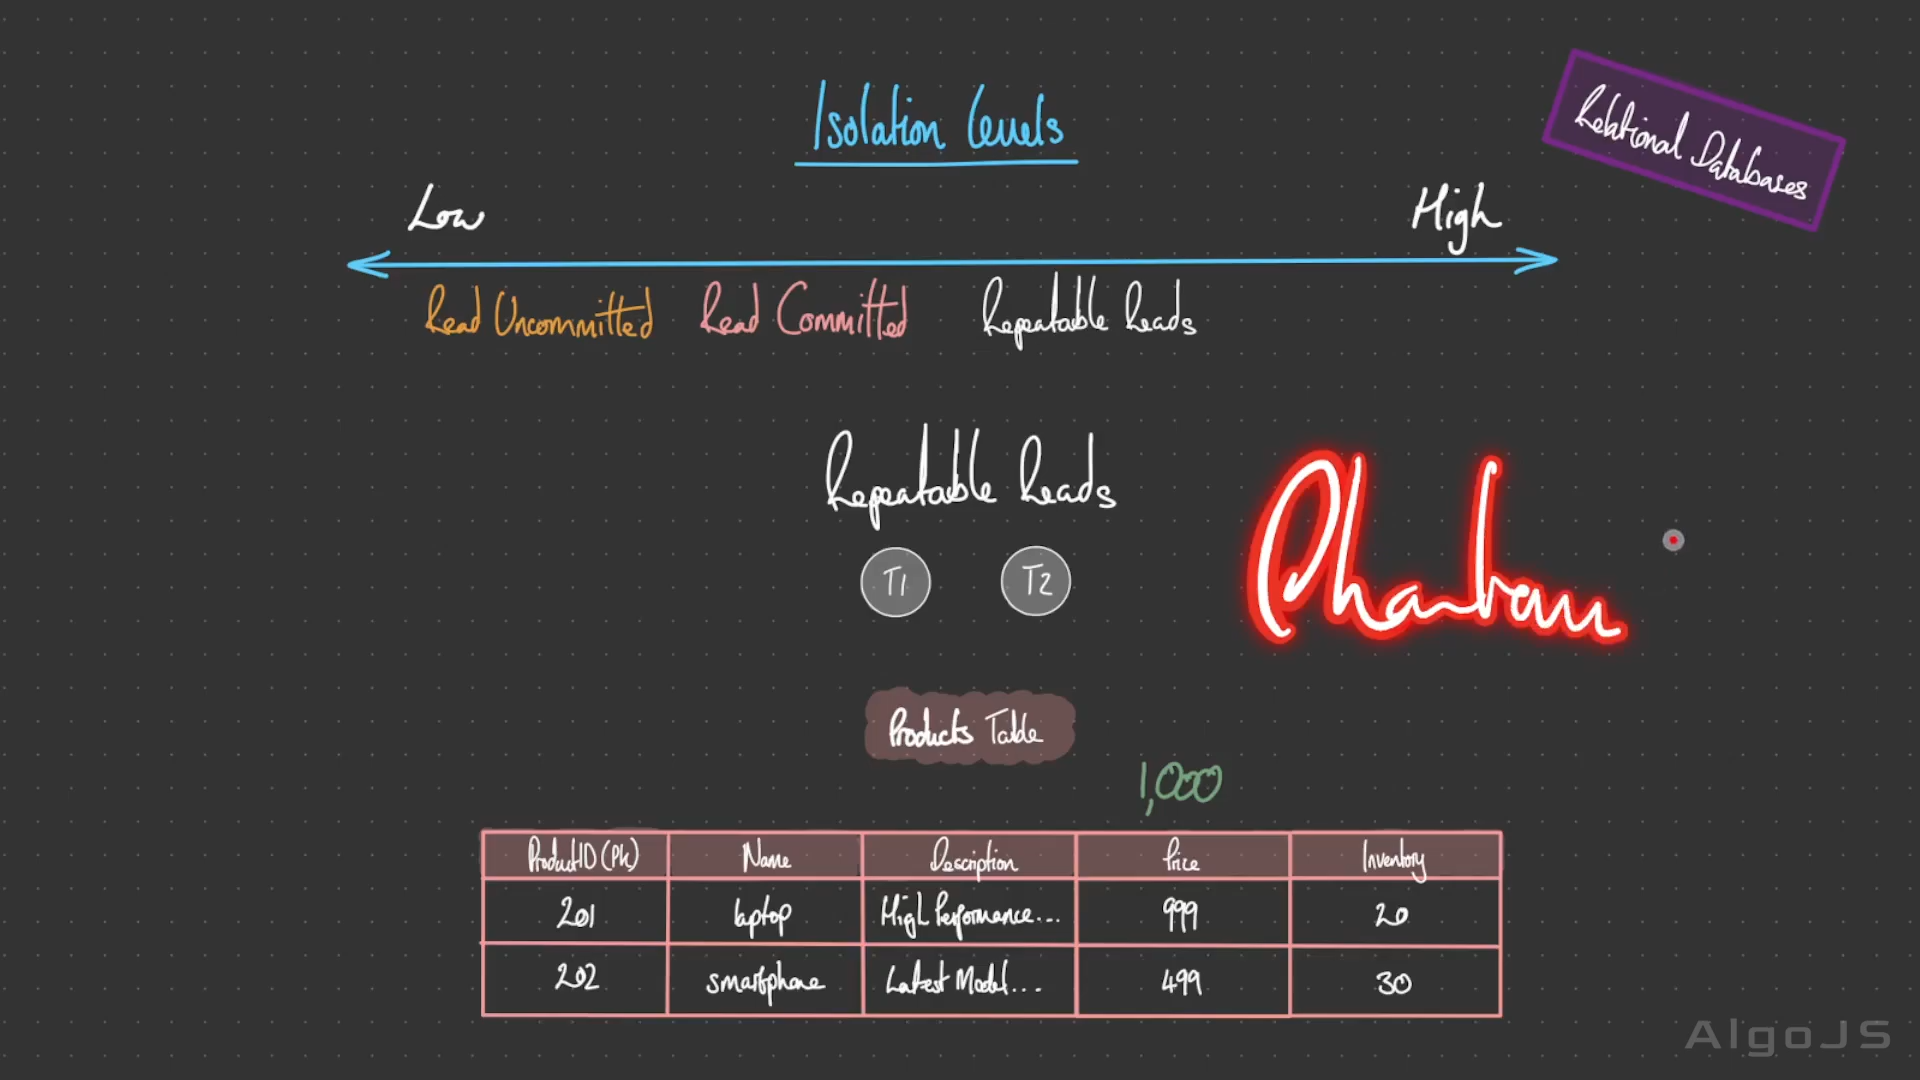 Isolation Levels
Relational Databases
Low
High
Read Uncommitted
Read Committed
Repeatable Reads
Repeatable Reads
T1
T2
Phantom
Products Table
1,000
ProductID (PK)
Name
Description
Price
Inventory
201
laptop
High Performance...
999
20
202
smartphone
Latest Model...
499
30
AlgoJS